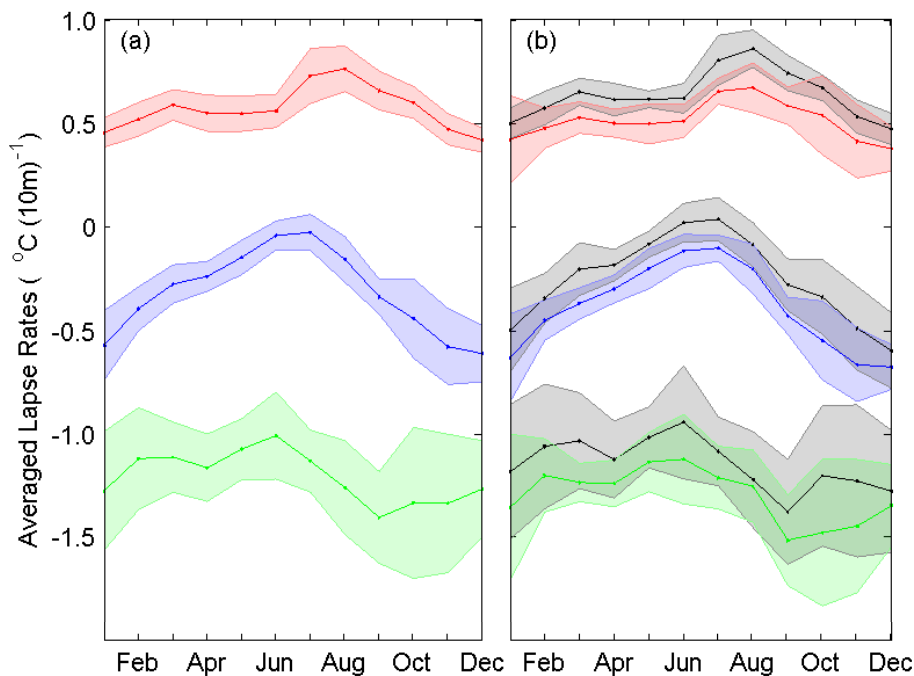 (a) (b)
1.0
0.5
0
-0.5
-1.0
-1.5
Averaged Lapse Rates ( °C (10m)⁻¹)
Feb Apr Jun Aug Oct Dec
Feb Apr Jun Aug Oct Dec